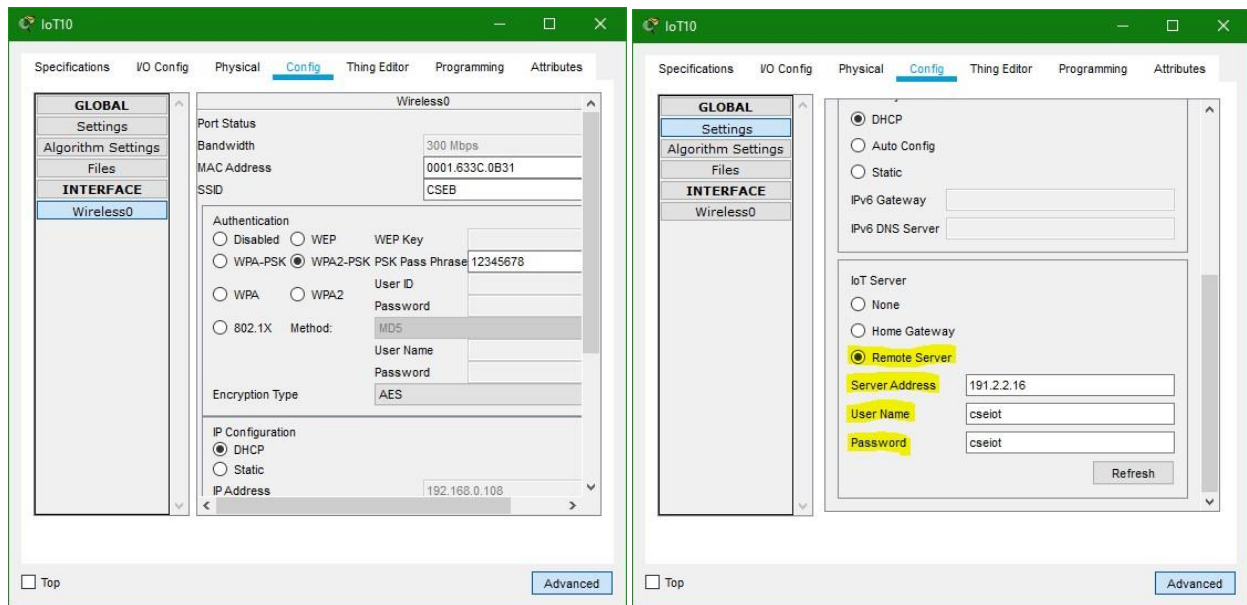 IoT10
Specifications I/O Config Physical Config Thing Editor Programming Attributes
GLOBAL
Settings
Algorithm Settings
Files
INTERFACE
Wireless0
Wireless0
Port Status
Bandwidth 300 Mbps
MAC Address 0001.633C.0B31
SSID CSEB
Authentication
Disabled WEP WEP Key
WPA-PSK WPA2-PSK PSK Pass Phrase 12345678
User ID
WPA WPA2
Password
802.1X Method: MD5
User Name
Password
Encryption Type AES
IP Configuration
DHCP
Static
IP Address 192.168.0.108
Top Advanced
IoT10
Specifications I/O Config Physical Config Thing Editor Programming Attributes
GLOBAL
Settings
Algorithm Settings
Files
INTERFACE
Wireless0
DHCP
Auto Config
Static
IPv6 Gateway
IPv6 DNS Server
IoT Server
None
Home Gateway
Remote Server
Server Address 191.2.2.16
User Name cseiot
Password cseiot
Refresh
Top Advanced